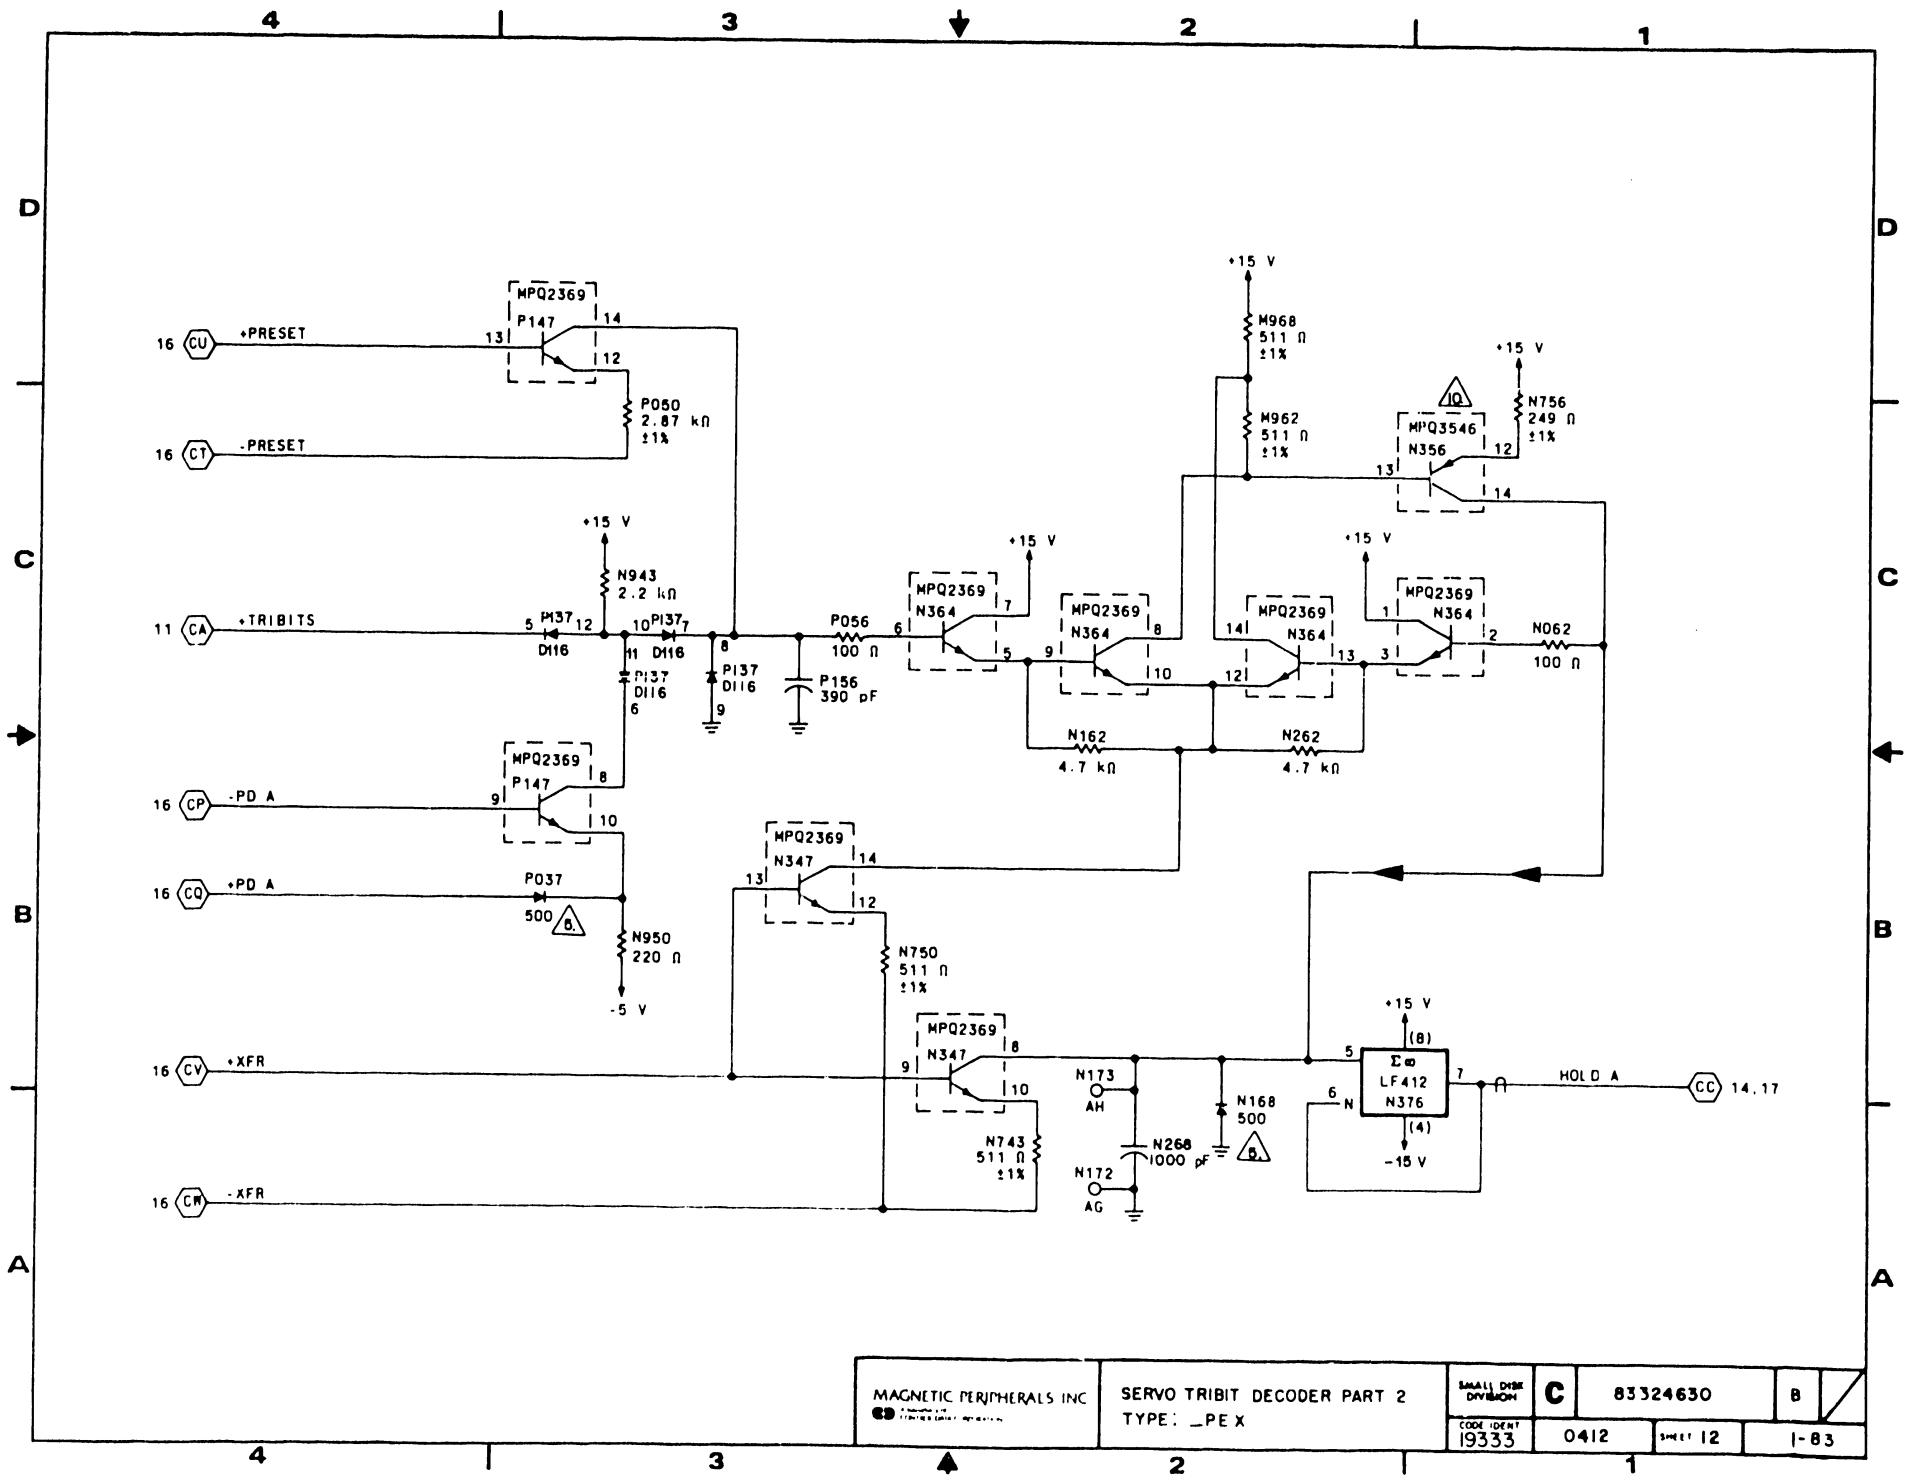 4 3 2 1
D
D
+15 V
MPQ2369
P147
13
14
12
16 CU +PRESET
M968
511 Ω
±1%
+15 V
P050
2.87 kΩ
±1%
16 CT -PRESET
M962
511 Ω
±1%
10
N756
249 Ω
±1%
MPQ3546
N356
13
12
14
+15 V
N943
2.2 kΩ
C
C
+15 V
+15 V
11 CA +TRIBITS
5 P137 12
D116
10 P137 7
D116
11
P137
D116
6
8
P137
D116
9
P056
100 Ω
P156
390 pF
MPQ2369
N364
6
7
5
MPQ2369
N364
9
8
10
MPQ2369
N364
14
13
12
MPQ2369
N364
1
2
3
N062
100 Ω
N162
4.7 kΩ
N262
4.7 kΩ
MPQ2369
P147
9
8
10
16 CP -PD A
MPQ2369
N347
13
14
12
16 CQ +PD A
P037
500
5.
B
B
N950
220 Ω
-5 V
N750
511 Ω
±1%
MPQ2369
N347
9
8
10
16 CV +XFR
N173
AH
N743
511 Ω
±1%
N268
1000 pF
N172
AG
N168
500
5.
+15 V
(8)
5
Σ∞
LF412
N376
6 N
7
(4)
-15 V
HOLD A
CC 14,17
16 CW -XFR
A
A
MAGNETIC PERIPHERALS INC
SERVO TRIBIT DECODER PART 2
TYPE: _PEX
SMALL DISK
DIVISION
C
83324630
B
CODE IDENT
19333
0412
SHEET 12
1-83
4 3 2 1